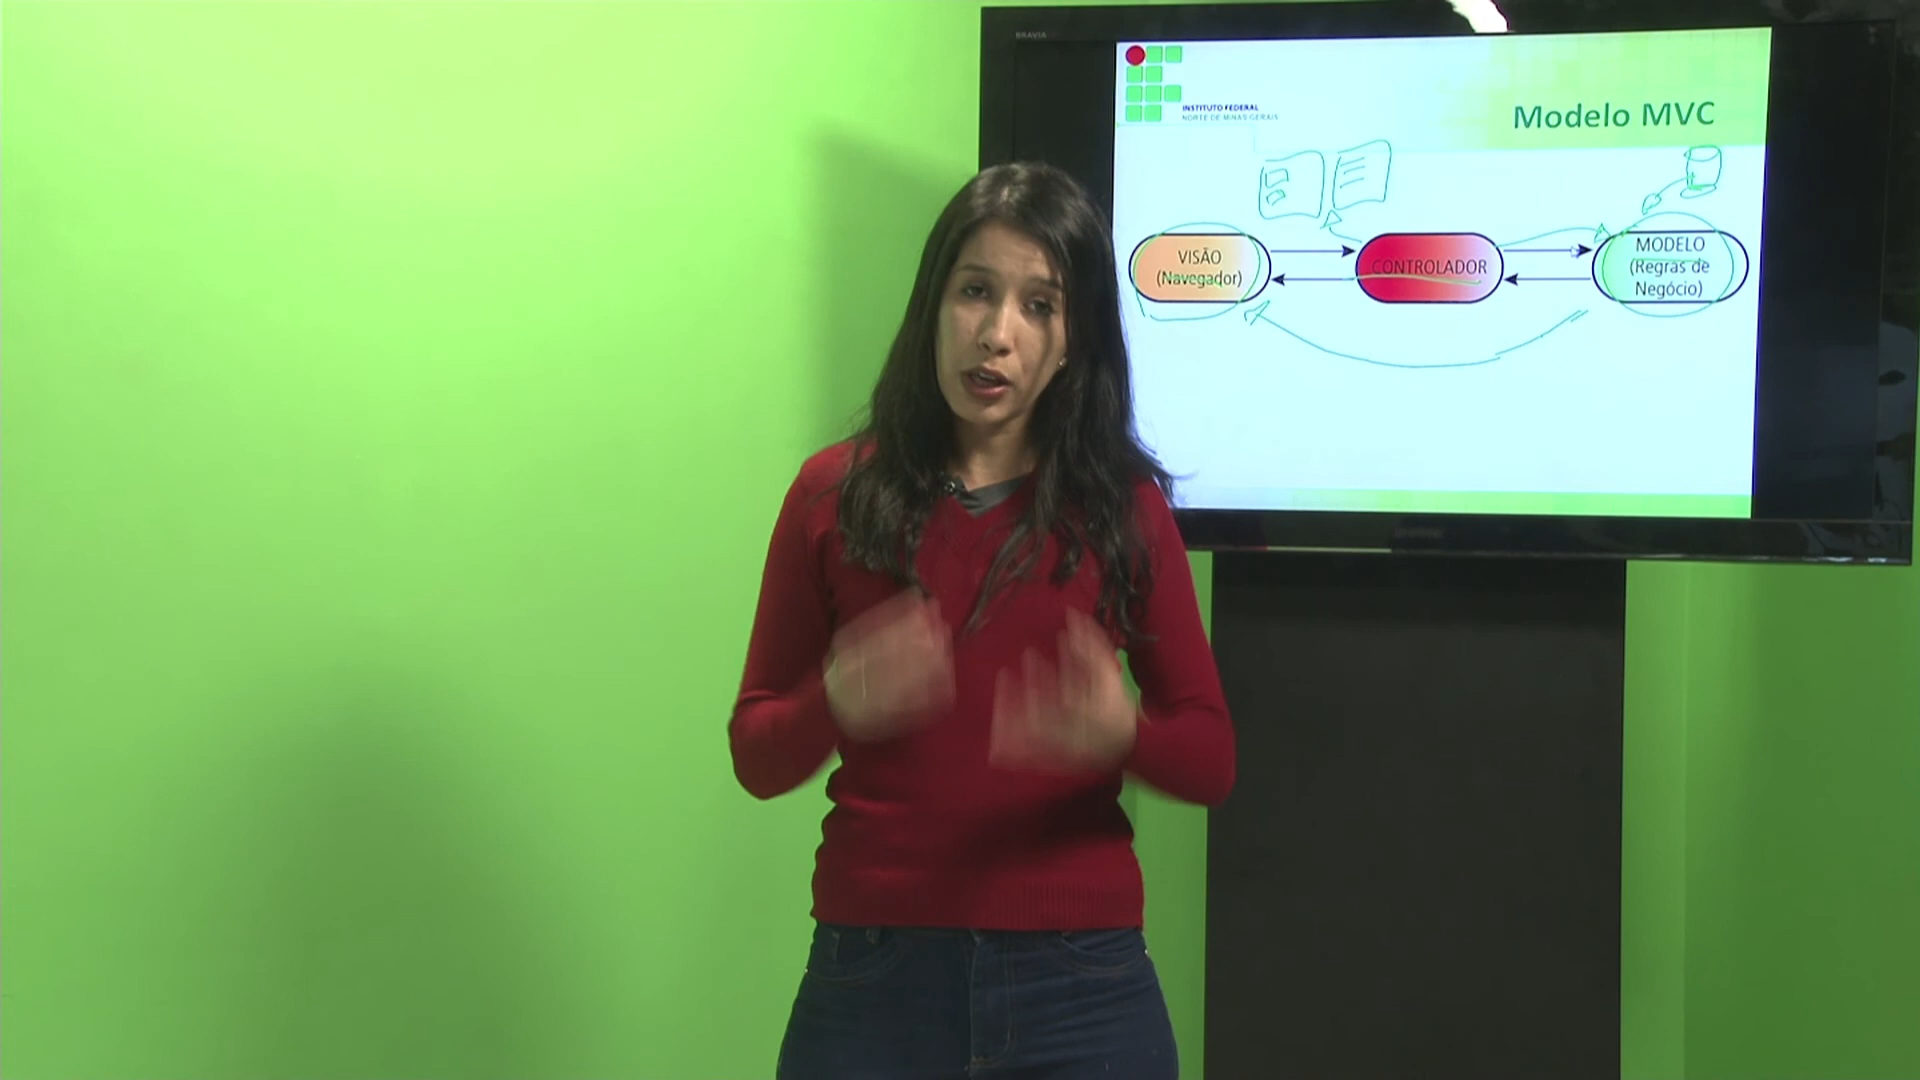 BRAVIA
INSTITUTO FEDERAL
NORTE DE MINAS GERAIS
Modelo MVC
VISÃO
(Navegador)
CONTROLADOR
MODELO
(Regras de
Negócio)